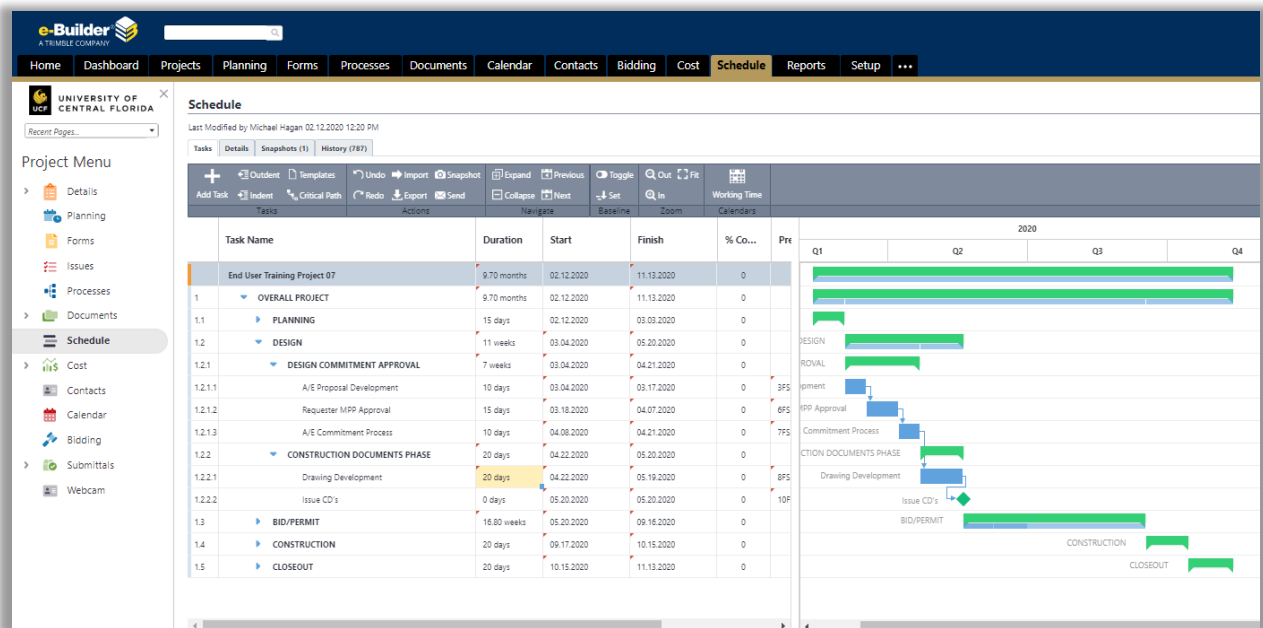 e-Builder
A TRIMBLE COMPANY
Home Dashboard Projects Planning Forms Processes Documents Calendar Contacts Bidding Cost Schedule Reports Setup •••
UCF UNIVERSITY OF CENTRAL FLORIDA
Recent Pages...
Project Menu
Details
Planning
Forms
Issues
Processes
Documents
Schedule
Cost
Contacts
Calendar
Bidding
Submittals
Webcam
Schedule
Last Modified by Michael Hagan 02.12.2020 12:20 PM
Tasks Details Snapshots (1) History (787)
Outdent Templates Undo Import Snapshot Expand Previous Toggle Out Fit
Add Task Indent Critical Path Redo Export Send Collapse Next Set In Working Time
Tasks Actions Navigate Baseline Zoom Calendars
Task Name Duration Start Finish % Co... Pre
2020
Q1 Q2 Q3 Q4
End User Training Project 07 9.70 months 02.12.2020 11.13.2020 0
1 OVERALL PROJECT 9.70 months 02.12.2020 11.13.2020 0
1.1 PLANNING 15 days 02.12.2020 03.03.2020 0
1.2 DESIGN 11 weeks 03.04.2020 05.20.2020 0 DESIGN
1.2.1 DESIGN COMMITMENT APPROVAL 7 weeks 03.04.2020 04.21.2020 0 ROVAL
1.2.1.1 A/E Proposal Development 10 days 03.04.2020 03.17.2020 0 3FS opment
1.2.1.2 Requester MPP Approval 15 days 03.18.2020 04.07.2020 0 6FS MPP Approval
1.2.1.3 A/E Commitment Process 10 days 04.08.2020 04.21.2020 0 7FS Commitment Process
1.2.2 CONSTRUCTION DOCUMENTS PHASE 20 days 04.22.2020 05.20.2020 0 CTION DOCUMENTS PHASE
1.2.2.1 Drawing Development 20 days 04.22.2020 05.19.2020 0 8FS Drawing Development
1.2.2.2 Issue CD's 0 days 05.20.2020 05.20.2020 0 10F Issue CD's
1.3 BID/PERMIT 16.80 weeks 05.20.2020 09.16.2020 0 BID/PERMIT
1.4 CONSTRUCTION 20 days 09.17.2020 10.15.2020 0 CONSTRUCTION
1.5 CLOSEOUT 20 days 10.15.2020 11.13.2020 0 CLOSEOUT